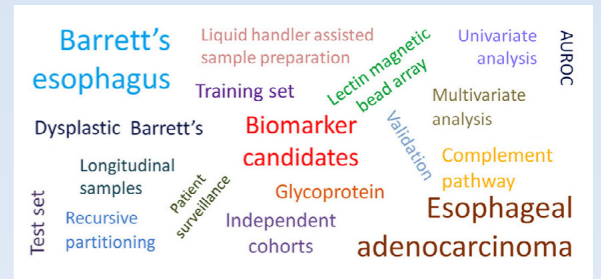 Barrett's
esophagus
Liquid handler assisted
sample preparation
Lectin magnetic
bead array
Univariate
analysis
AUROC
Training set
Multivariate
analysis
Dysplastic Barrett's
Biomarker
candidates
Validation
Complement
pathway
Longitudinal
samples
Patient
surveillance
Glycoprotein
Esophageal
adenocarcinoma
Test set
Recursive
partitioning
Independent
cohorts